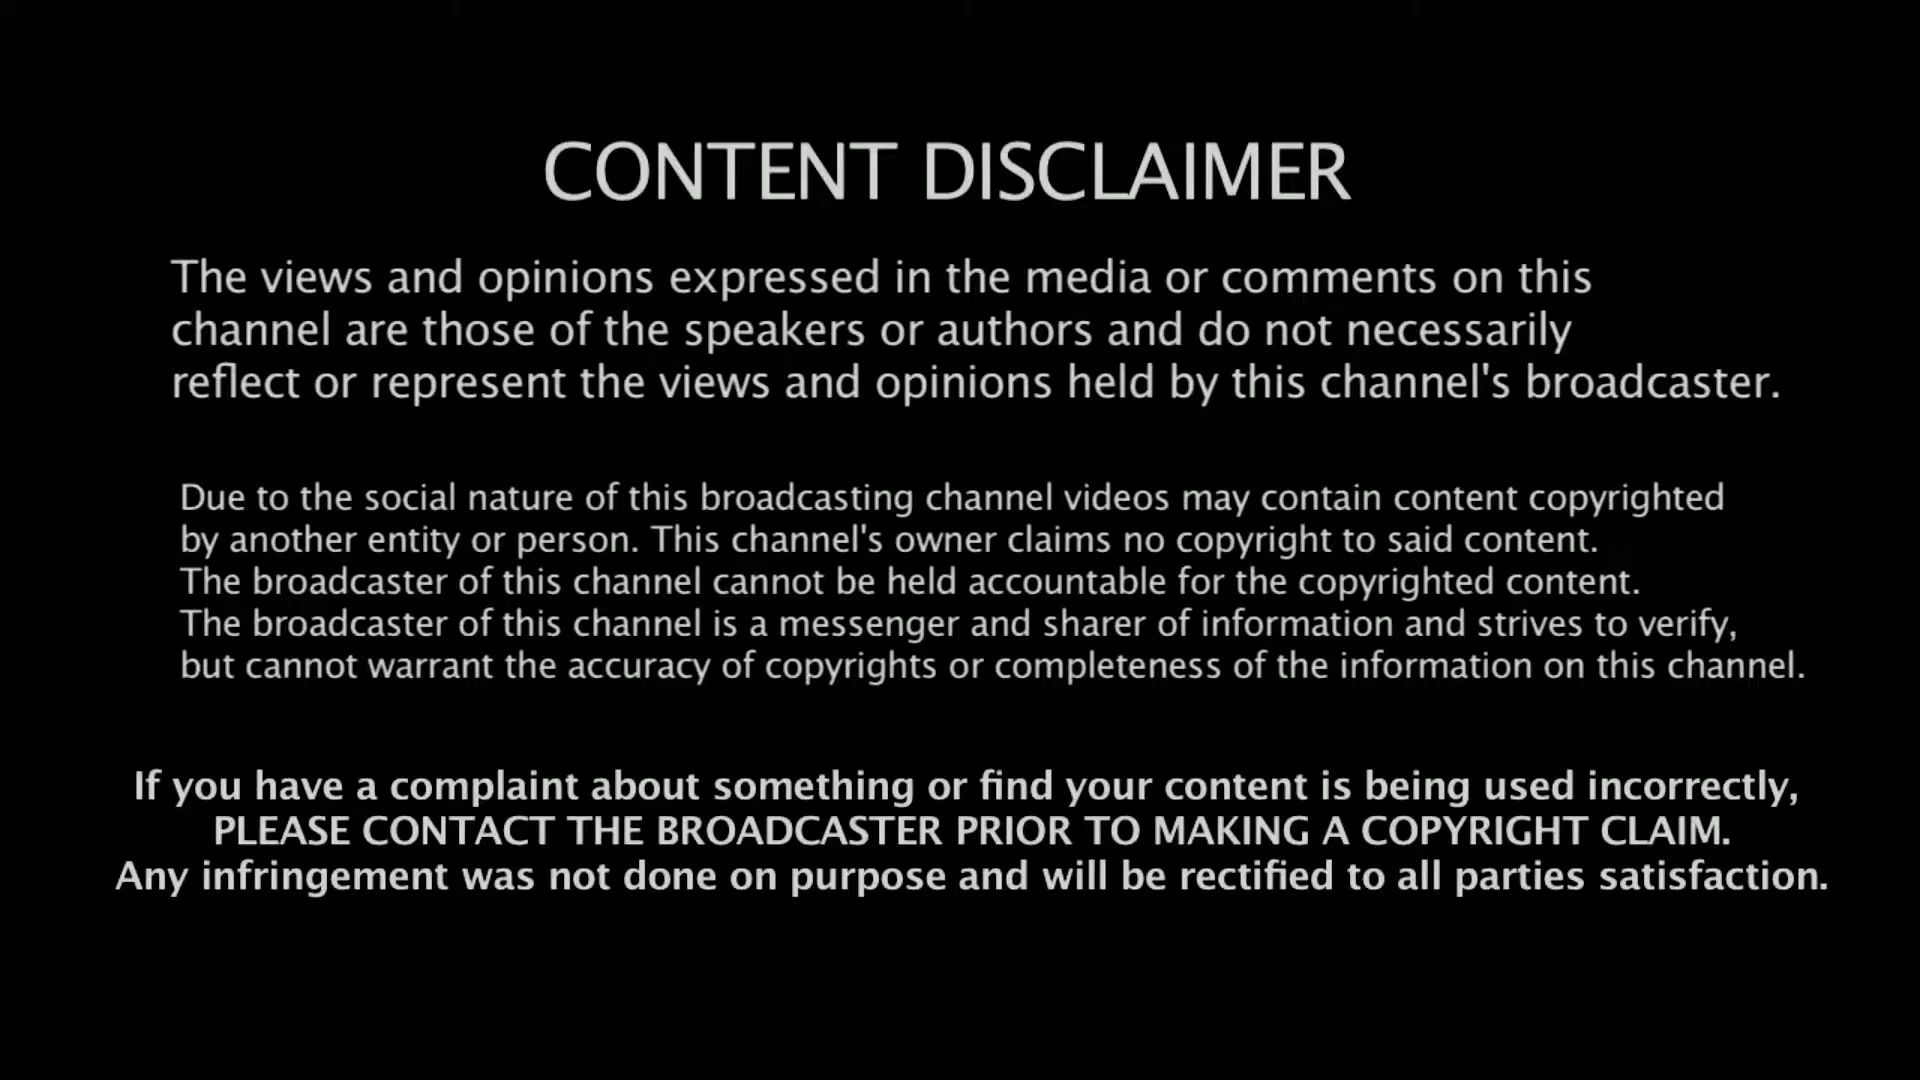 CONTENT DISCLAIMER
The views and opinions expressed in the media or comments on this
channel are those of the speakers or authors and do not necessarily
reflect or represent the views and opinions held by this channel's broadcaster.
Due to the social nature of this broadcasting channel videos may contain content copyrighted
by another entity or person. This channel's owner claims no copyright to said content.
The broadcaster of this channel cannot be held accountable for the copyrighted content.
The broadcaster of this channel is a messenger and sharer of information and strives to verify,
but cannot warrant the accuracy of copyrights or completeness of the information on this channel.
If you have a complaint about something or find your content is being used incorrectly,
PLEASE CONTACT THE BROADCASTER PRIOR TO MAKING A COPYRIGHT CLAIM.
Any infringement was not done on purpose and will be rectified to all parties satisfaction.